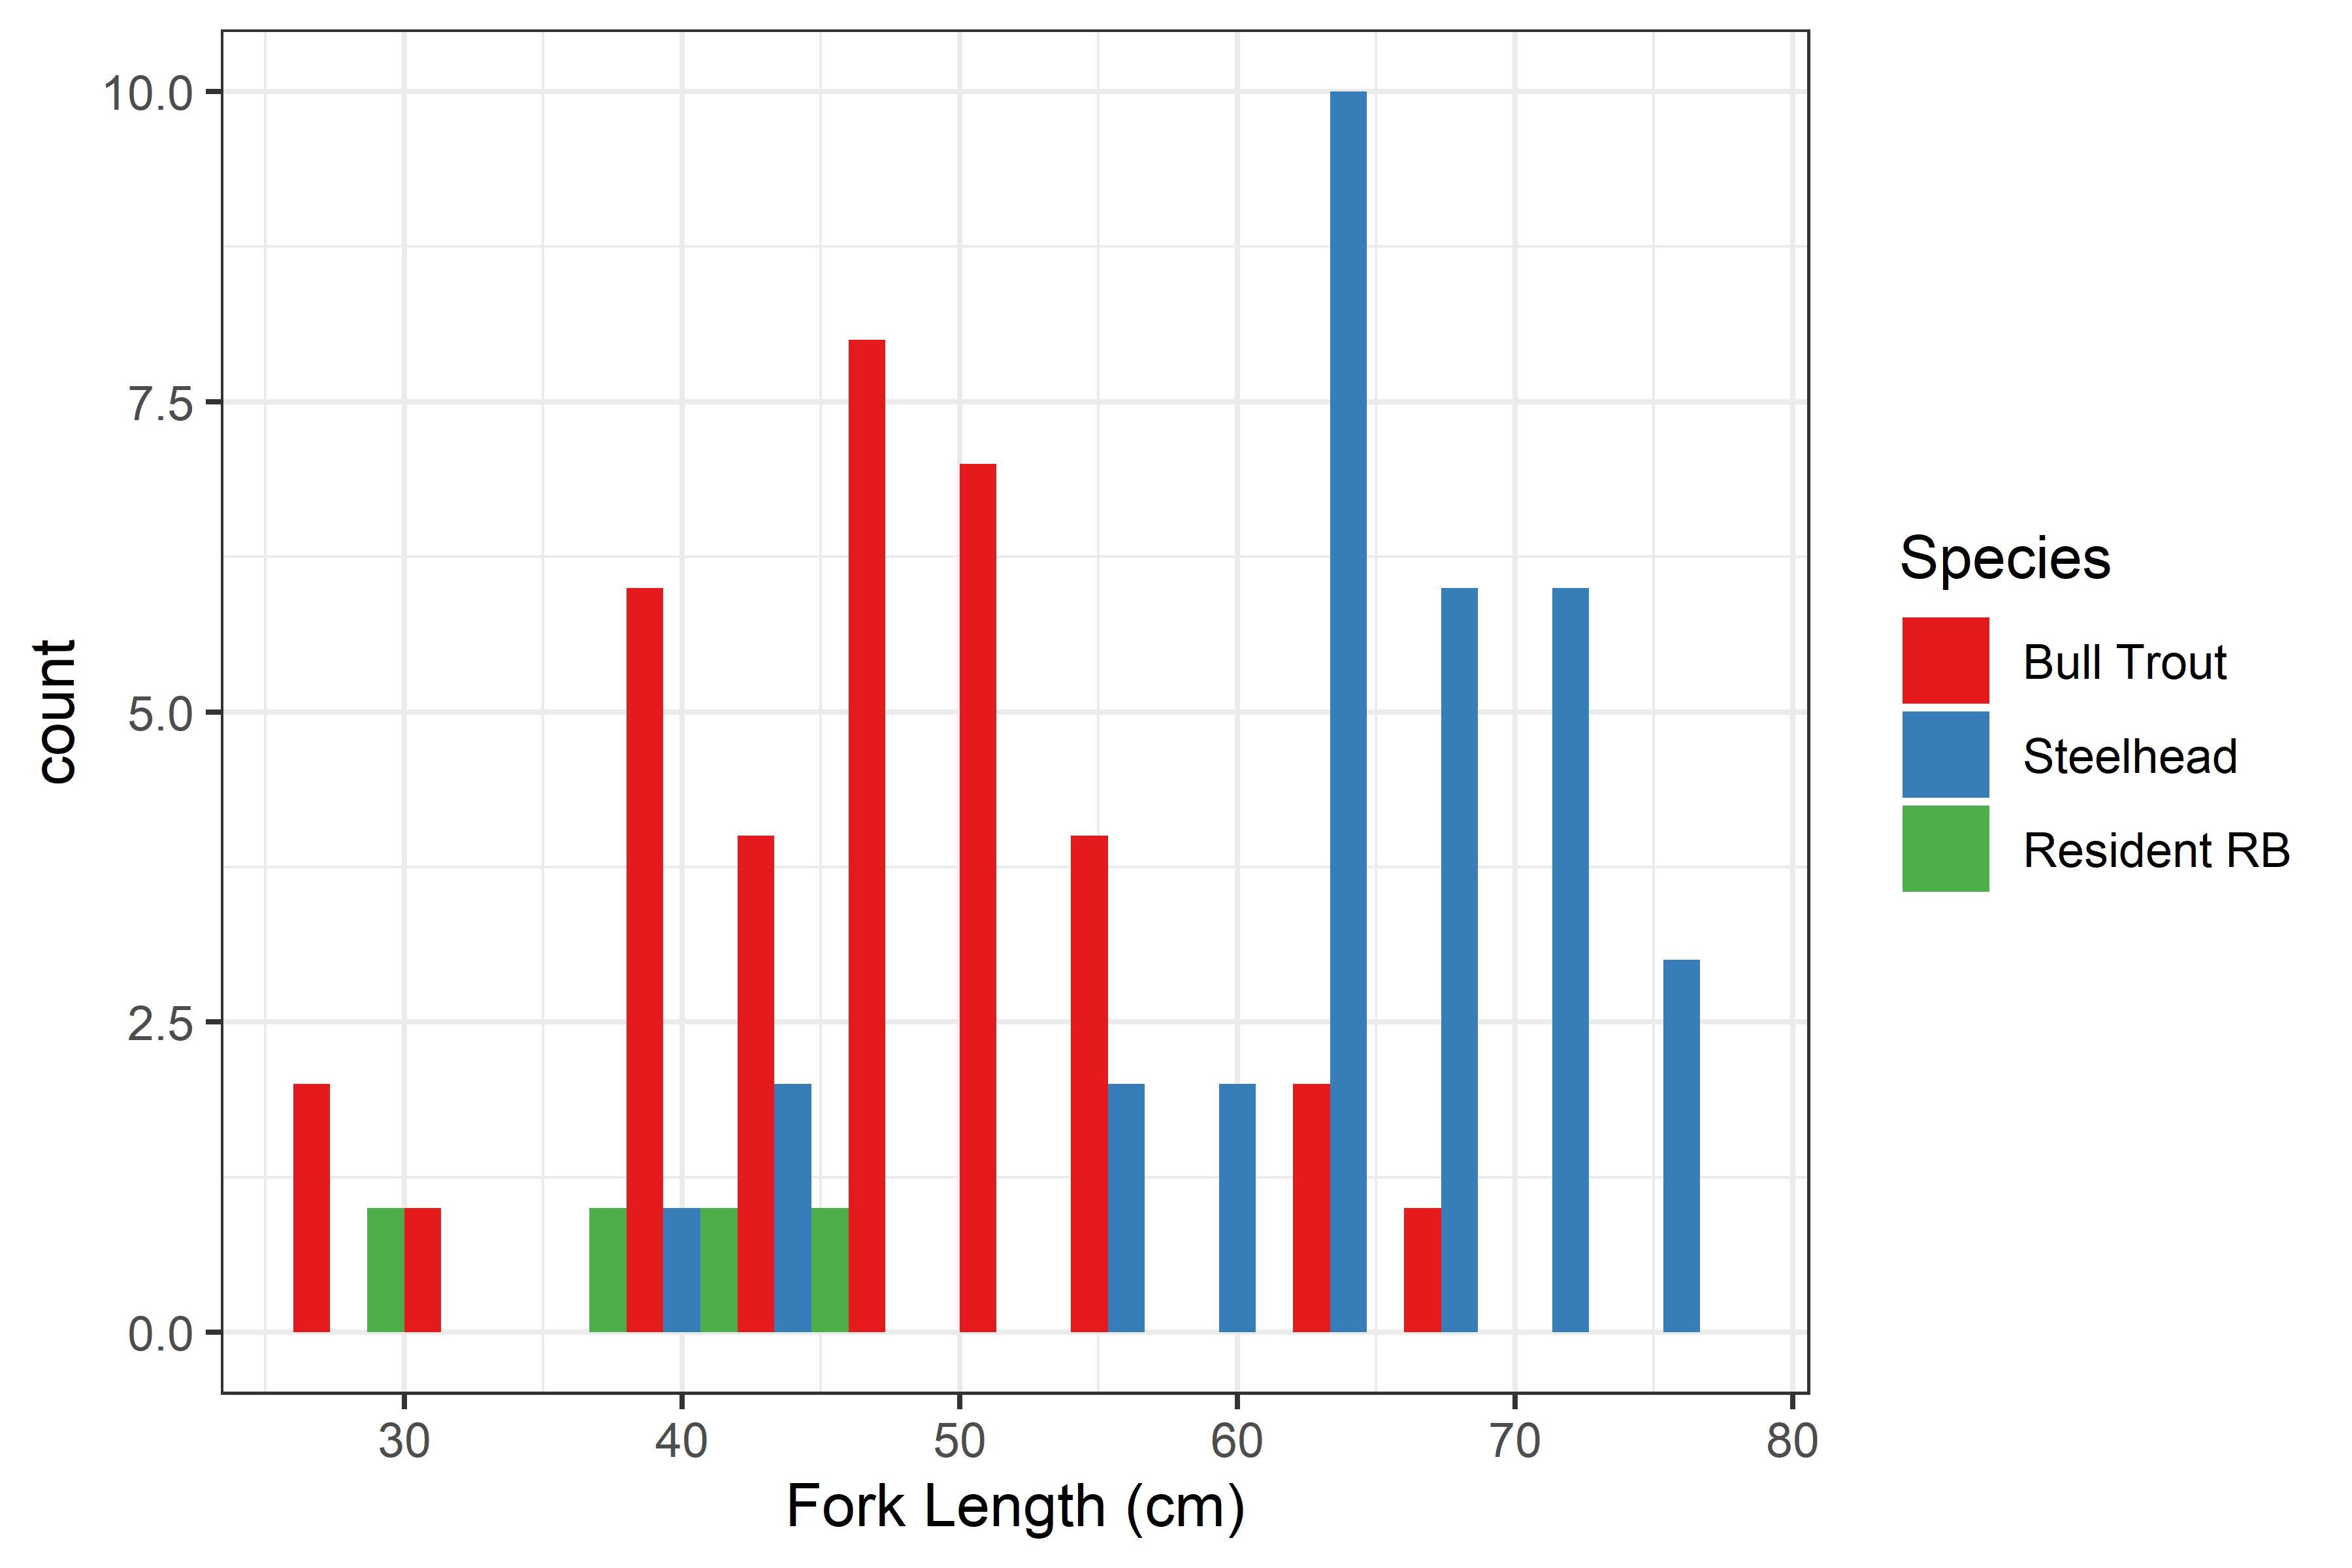 10.0
7.5
5.0
2.5
0.0
count
30 40 50 60 70 80
Fork Length (cm)
Species
Bull Trout
Steelhead
Resident RB